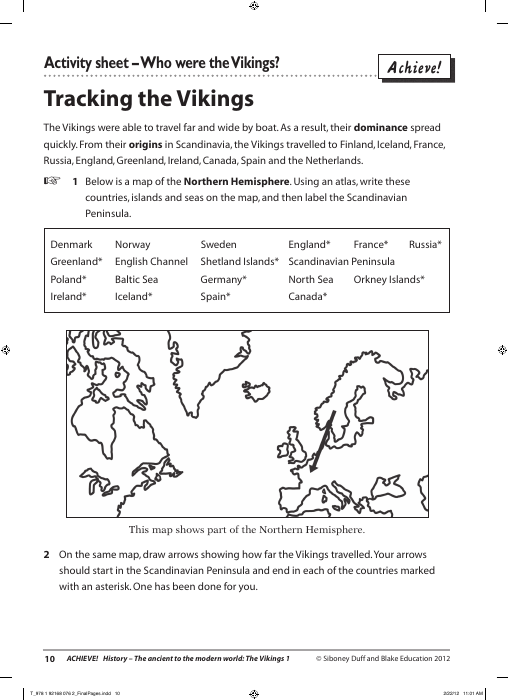 Activity sheet – Who were the Vikings?
Achieve!
Tracking the Vikings
The Vikings were able to travel far and wide by boat. As a result, their dominance spread
quickly. From their origins in Scandinavia, the Vikings travelled to Finland, Iceland, France,
Russia, England, Greenland, Ireland, Canada, Spain and the Netherlands.
1 Below is a map of the Northern Hemisphere. Using an atlas, write these
countries, islands and seas on the map, and then label the Scandinavian
Peninsula.
Denmark Norway Sweden England* France* Russia*
Greenland* English Channel Shetland Islands* Scandinavian Peninsula
Poland* Baltic Sea Germany* North Sea Orkney Islands*
Ireland* Iceland* Spain* Canada*
This map shows part of the Northern Hemisphere.
2 On the same map, draw arrows showing how far the Vikings travelled. Your arrows
should start in the Scandinavian Peninsula and end in each of the countries marked
with an asterisk. One has been done for you.
10 ACHIEVE! History – The ancient to the modern world: The Vikings 1 © Siboney Duff and Blake Education 2012